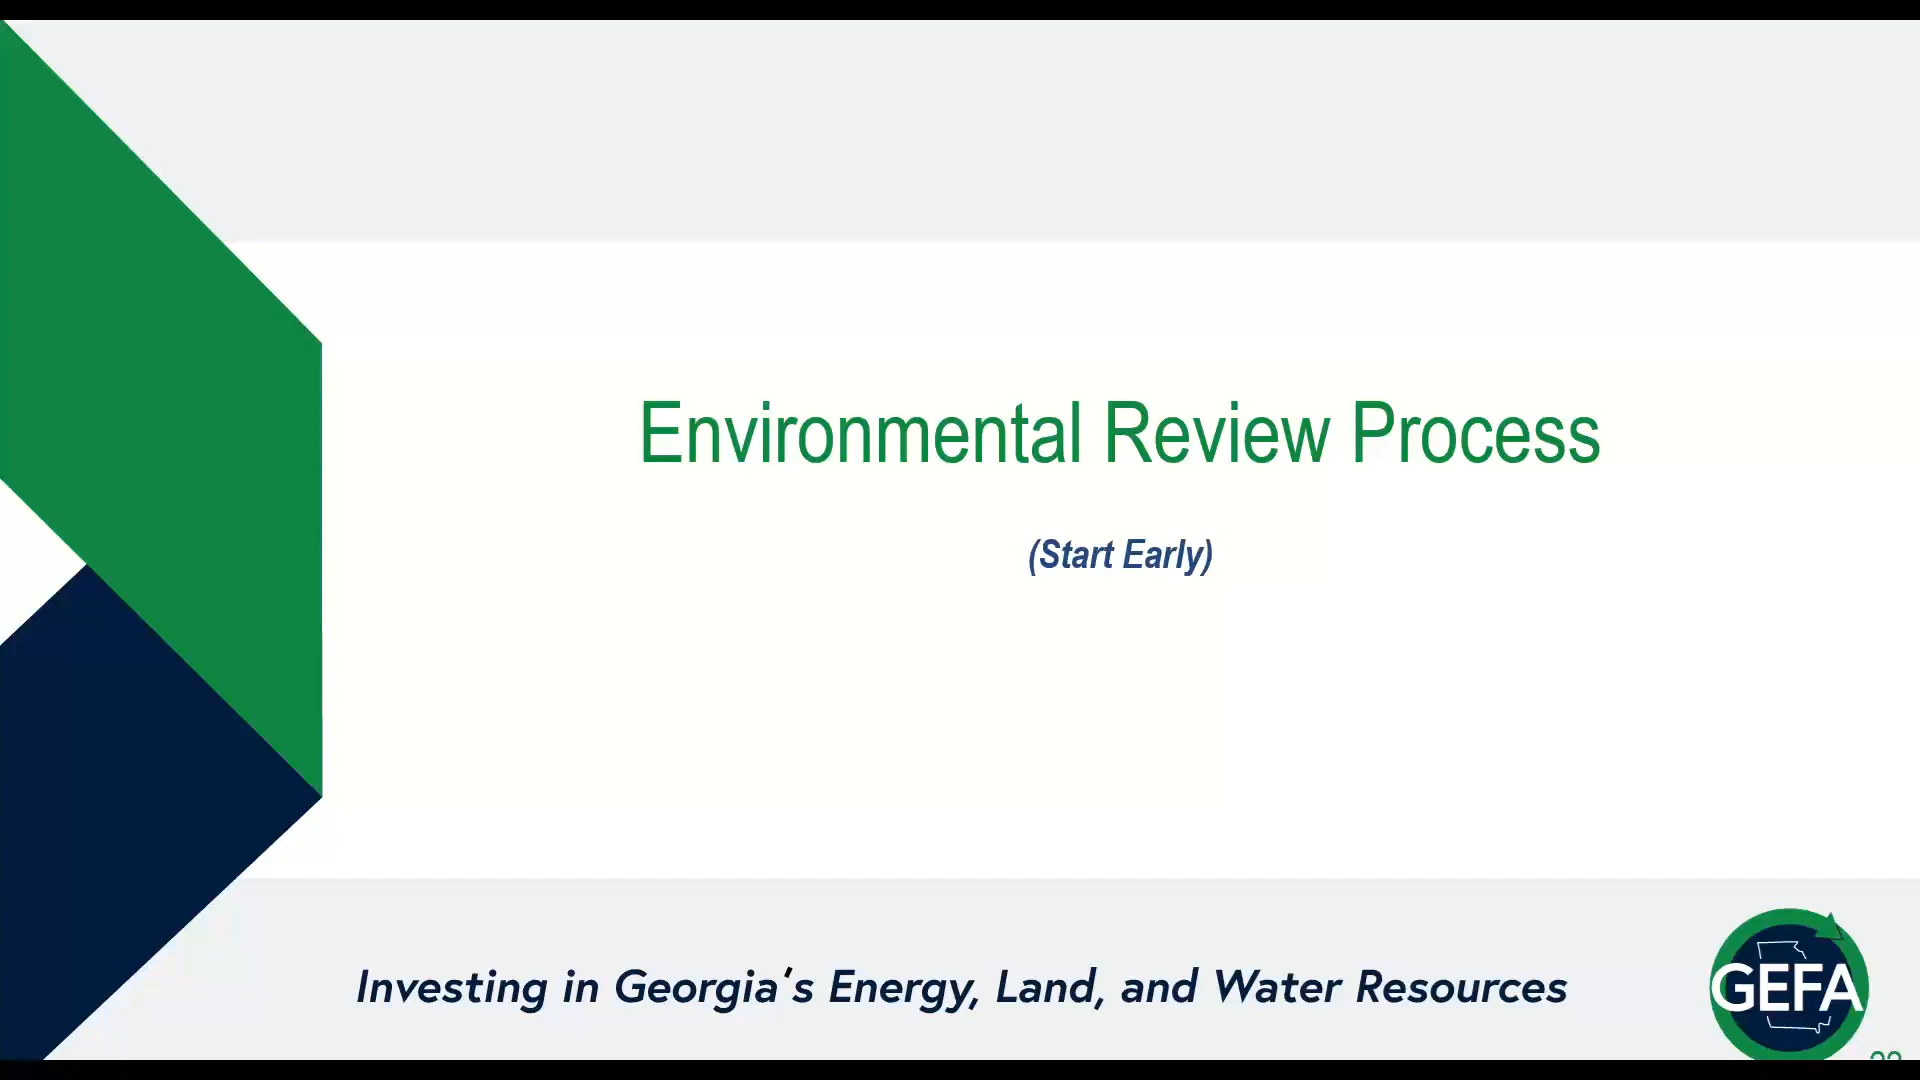 Environmental Review Process
(Start Early)
Investing in Georgia's Energy, Land, and Water Resources
GEFA